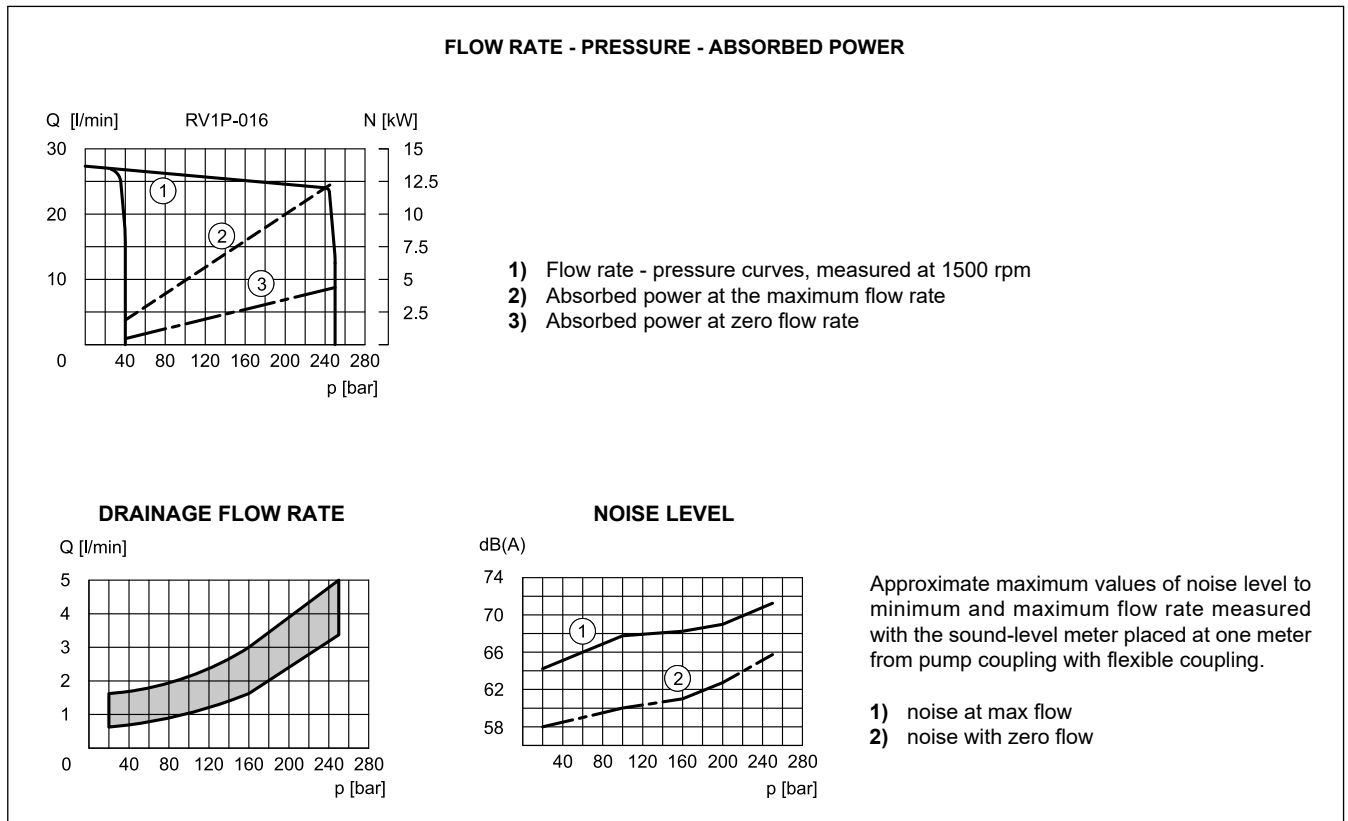 FLOW RATE - PRESSURE - ABSORBED POWER
Q [l/min] RV1P-016 N [kW]
30 15
12.5
20 10
7.5
10 5
2.5
0 40 80 120 160 200 240 280
p [bar]
1
2
3
1) Flow rate - pressure curves, measured at 1500 rpm
2) Absorbed power at the maximum flow rate
3) Absorbed power at zero flow rate
DRAINAGE FLOW RATE
Q [l/min]
5
4
3
2
1
0 40 80 120 160 200 240 280
p [bar]
NOISE LEVEL
dB(A)
74
70
66
62
58
40 80 120 160 200 240 280
p [bar]
1
2
Approximate maximum values of noise level to
minimum and maximum flow rate measured
with the sound-level meter placed at one meter
from pump coupling with flexible coupling.
1) noise at max flow
2) noise with zero flow